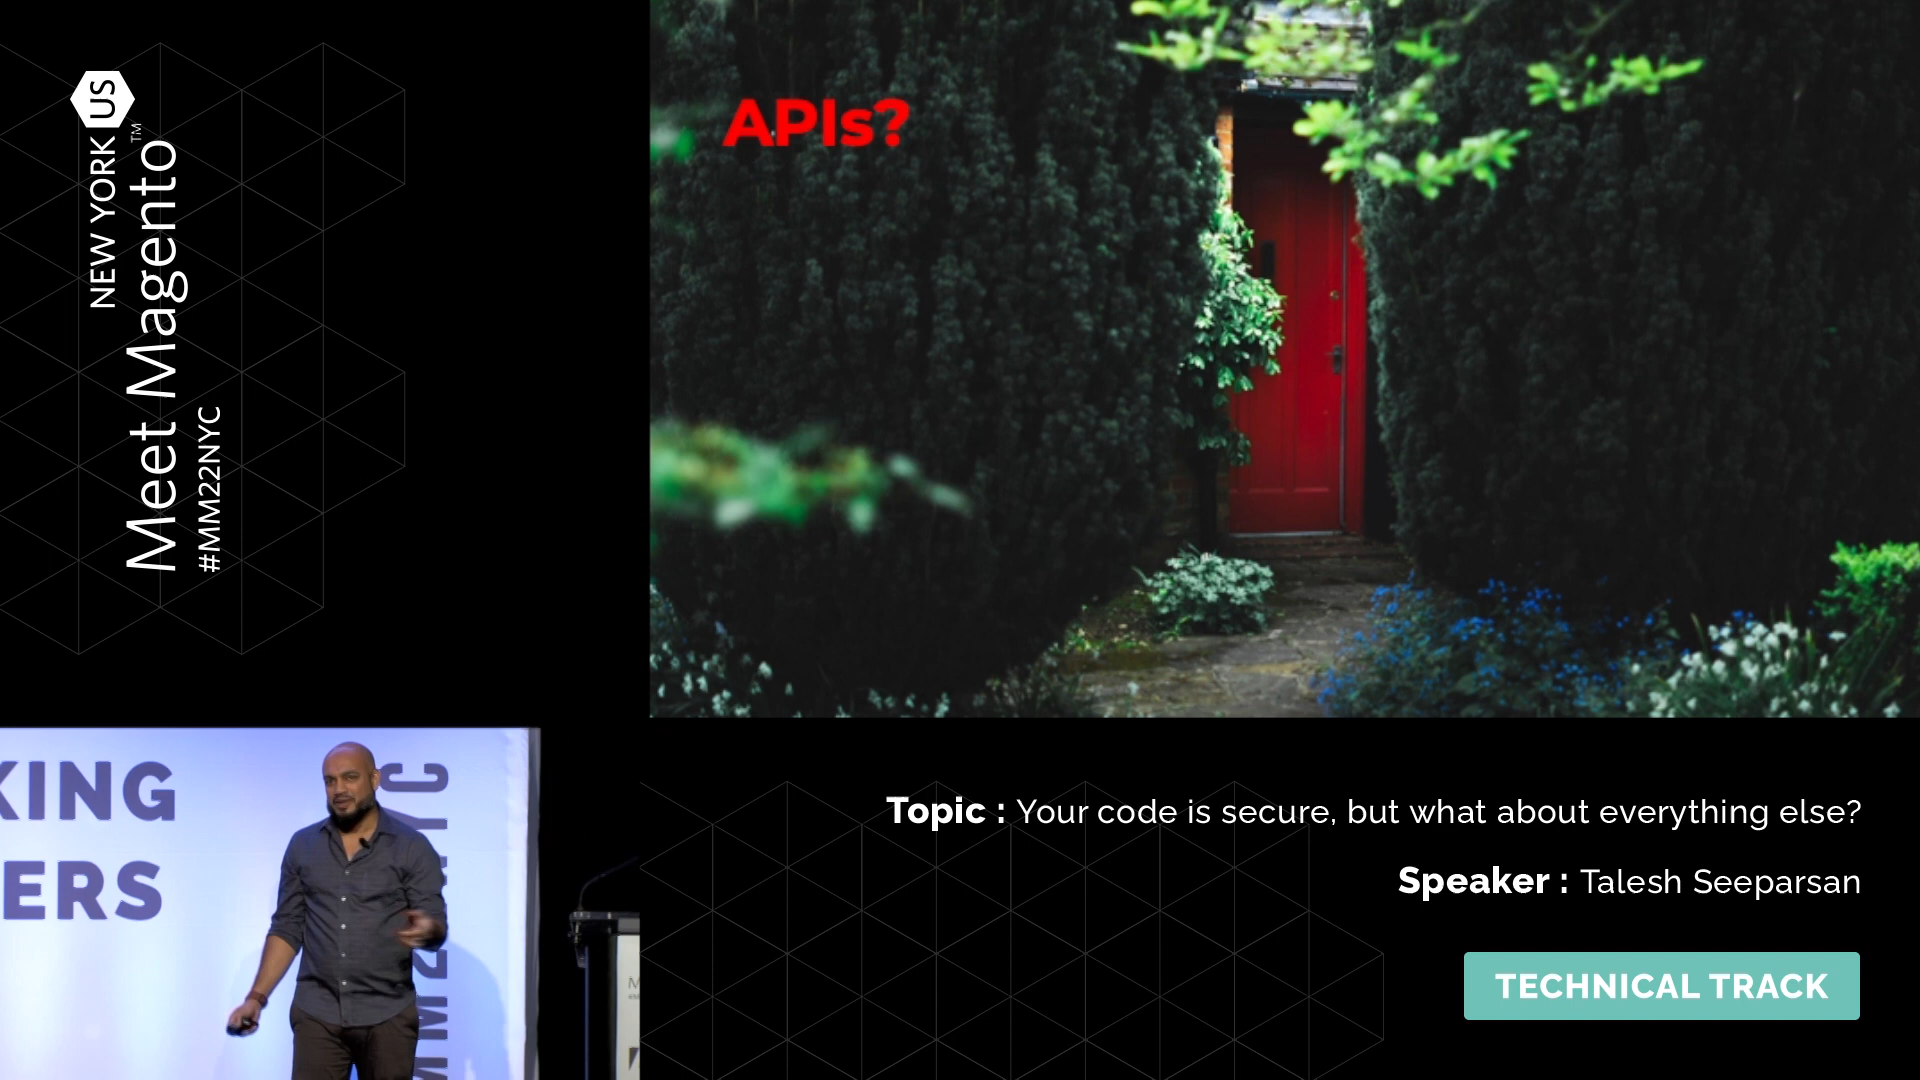 NEW YORK US
Meet Magento™
#MM22NYC
APIs?
KING
ERS
MM22NYC
Topic : Your code is secure, but what about everything else?
Speaker : Talesh Seeparsan
TECHNICAL TRACK